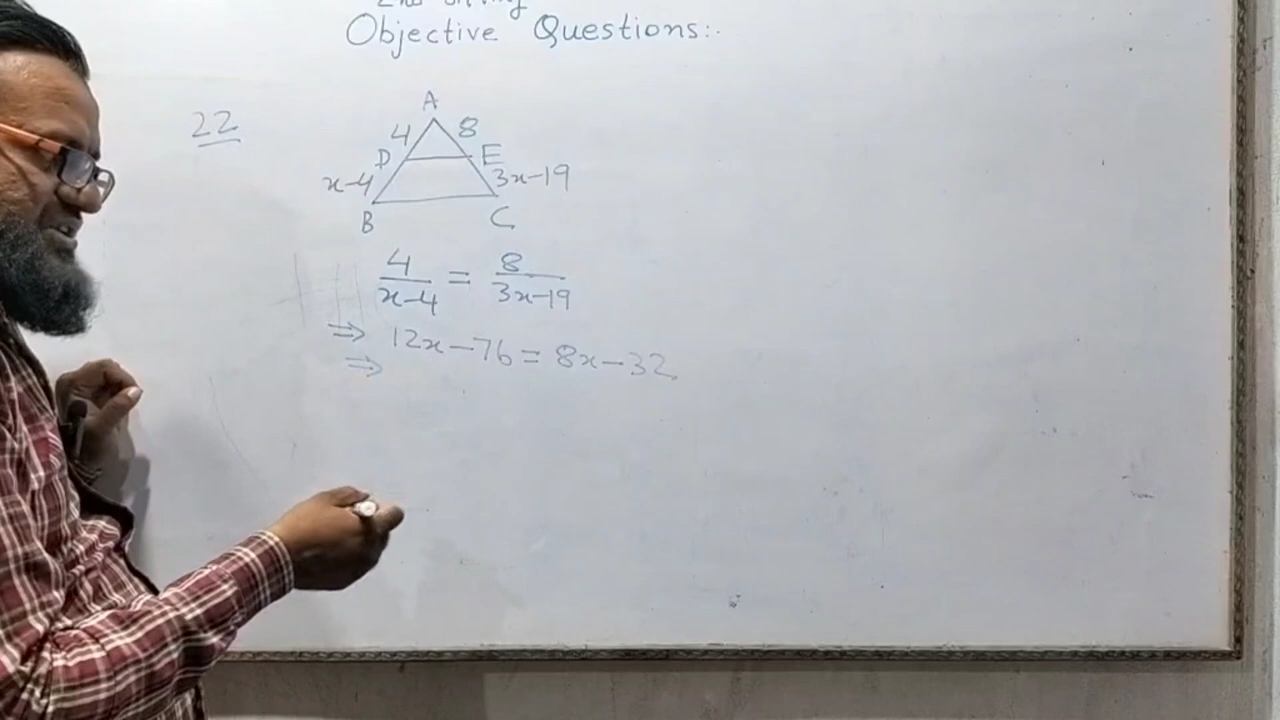 Objective Questions:.
22
A
4 8
D E
x-4 3x-19
B C
4/(x-4) = 8/(3x-19)
⇒ 12x-76 = 8x-32
⇒